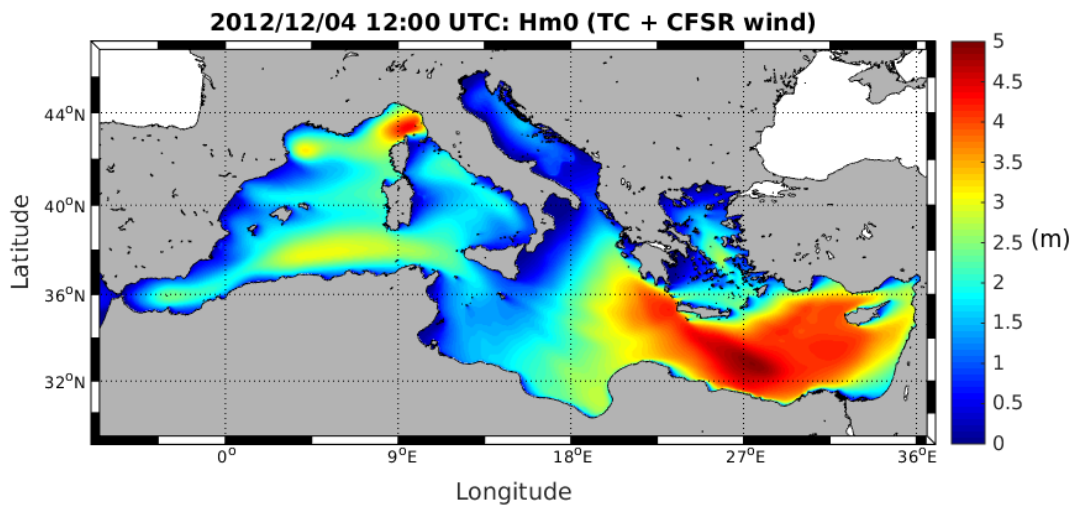 2012/12/04 12:00 UTC: Hm0 (TC + CFSR wind)
Latitude
44°N
40°N
36°N
32°N
0°
9°E
18°E
27°E
36°E
Longitude
5
4.5
4
3.5
3
2.5
2
1.5
1
0.5
0
(m)